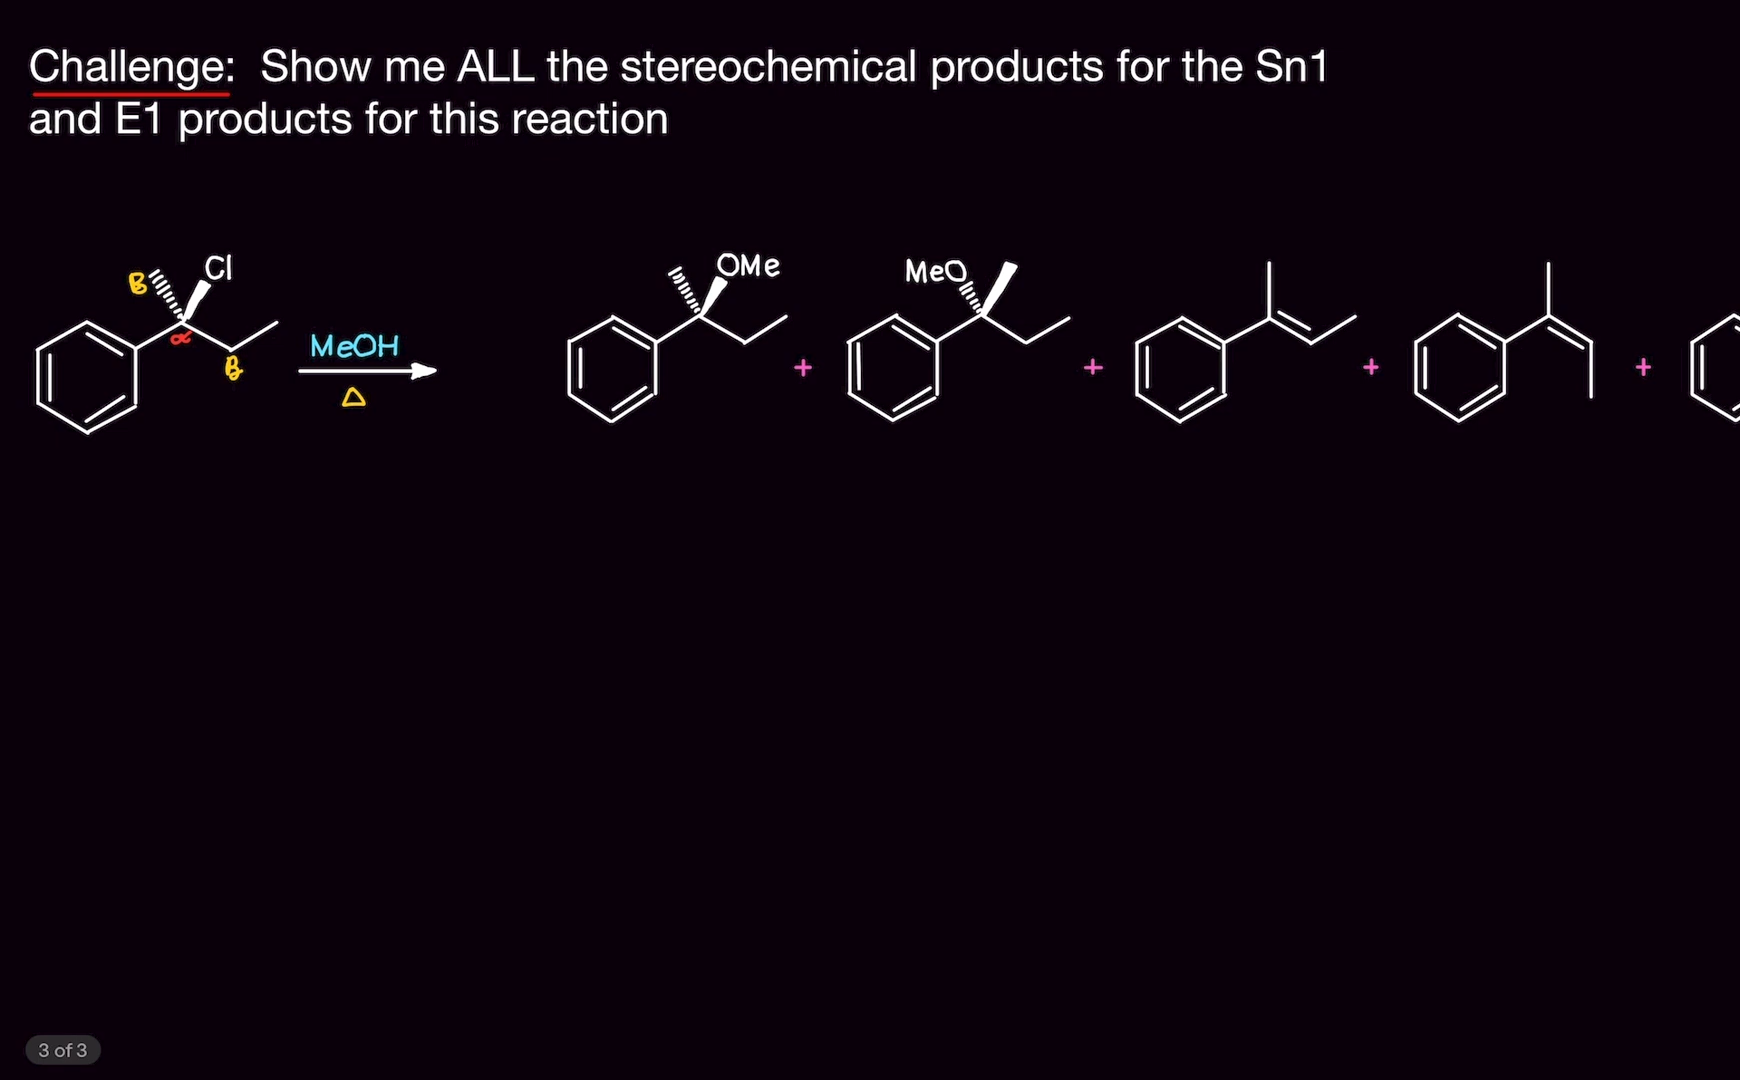 Challenge: Show me ALL the stereochemical products for the Sn1
and E1 products for this reaction
B Cl
α
B
MeOH
Δ
OMe
+
MeO
+
+
+
3 of 3